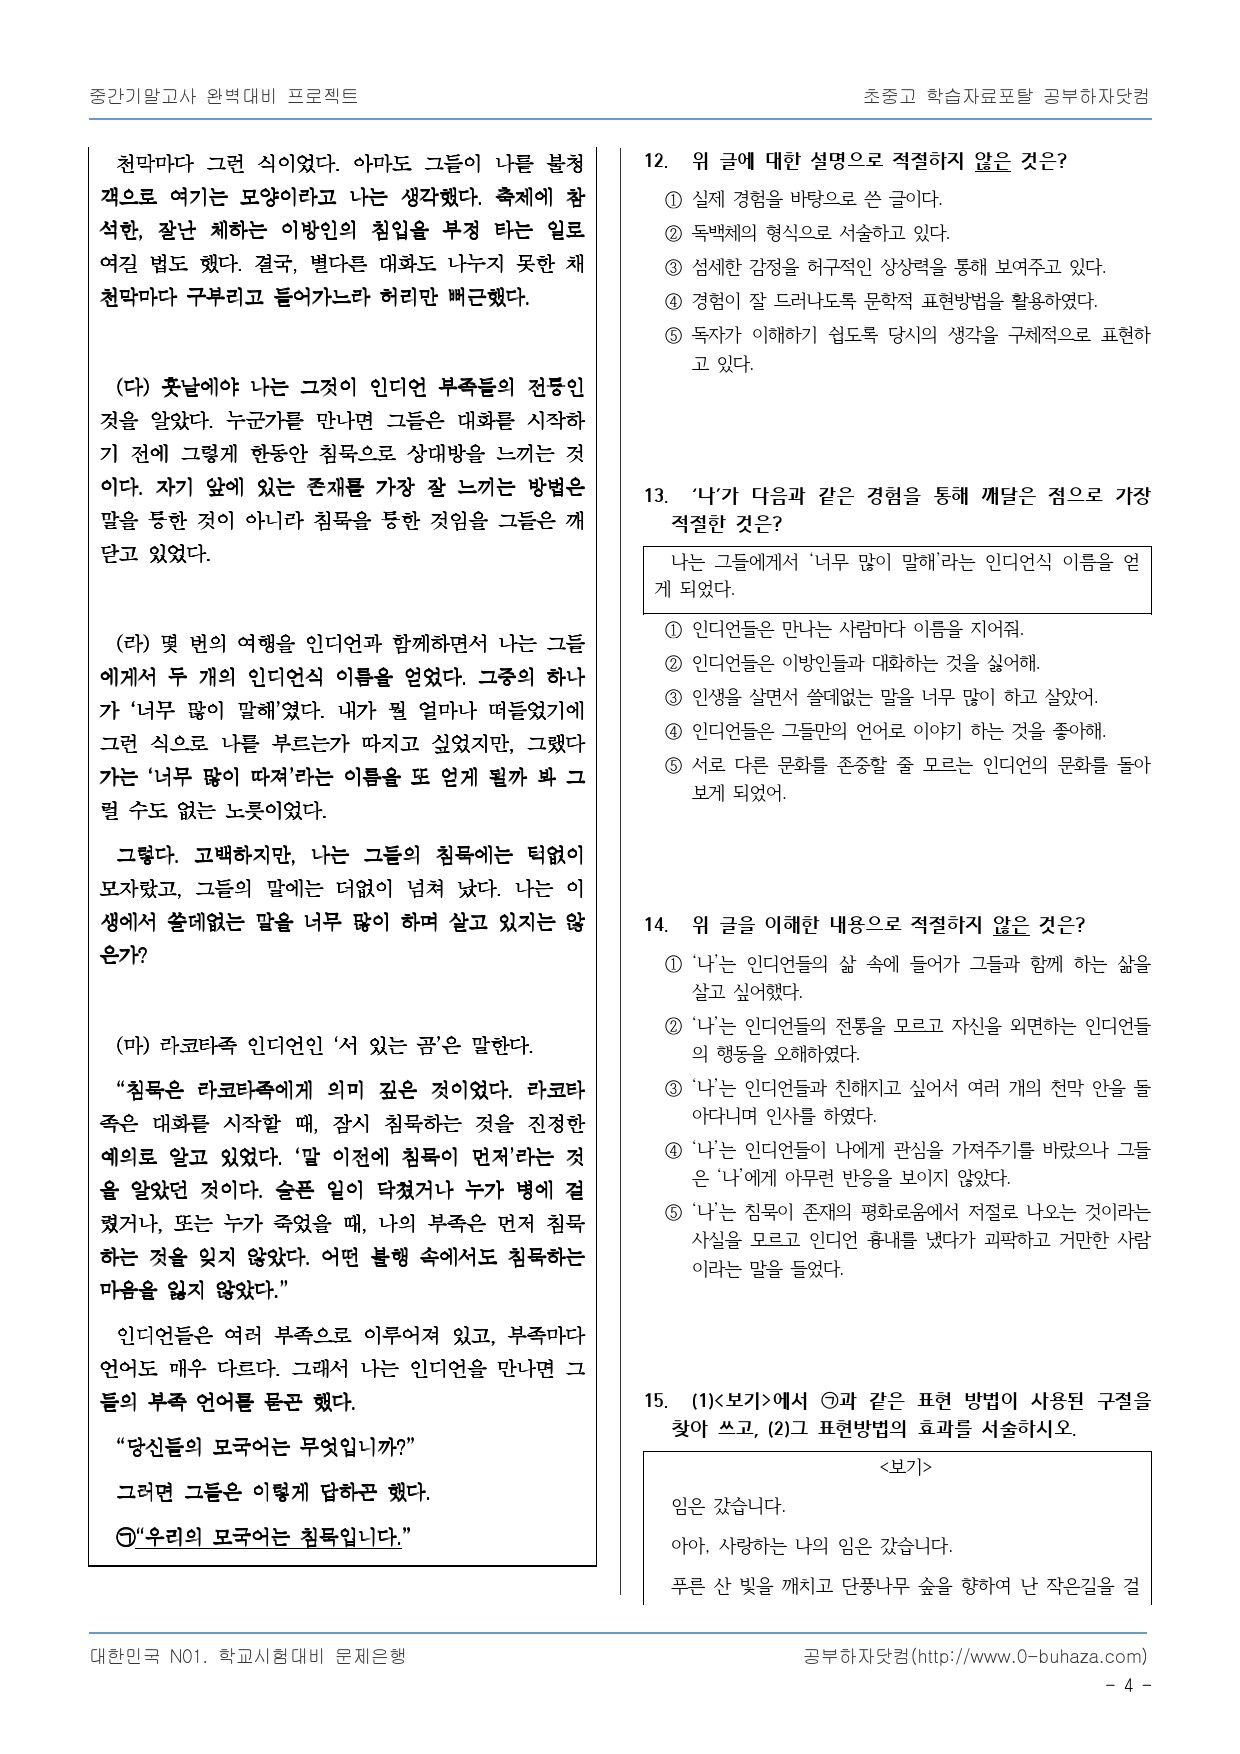 중간기말고사 완벽대비 프로젝트
초중고 학습자료포탈 공부하자닷컴
천막마다 그런 식이었다. 아마도 그들이 나를 불청
객으로 여기는 모양이라고 나는 생각했다. 축제에 참
석한, 잘난 체하는 이방인의 침입을 부정 타는 일로
여길 법도 했다. 결국, 별다른 대화도 나누지 못한 채
천막마다 구부리고 들어가느라 허리만 뻐근했다.
(다) 훗날에야 나는 그것이 인디언 부족들의 전통인
것을 알았다. 누군가를 만나면 그들은 대화를 시작하
기 전에 그렇게 한동안 침묵으로 상대방을 느끼는 것
이다. 자기 앞에 있는 존재를 가장 잘 느끼는 방법은
말을 통한 것이 아니라 침묵을 통한 것임을 그들은 깨
닫고 있었다.
(라) 몇 번의 여행을 인디언과 함께하면서 나는 그들
에게서 두 개의 인디언식 이름을 얻었다. 그중의 하나
가 ‘너무 많이 말해’였다. 내가 뭘 얼마나 떠들었기에
그런 식으로 나를 부르는가 따지고 싶었지만, 그랬다
가는 ‘너무 많이 따져’라는 이름을 또 얻게 될까 봐 그
럴 수도 없는 노릇이었다.
그렇다. 고백하지만, 나는 그들의 침묵에는 턱없이
모자랐고, 그들의 말에는 더없이 넘쳐 났다. 나는 이
생에서 쓸데없는 말을 너무 많이 하며 살고 있지는 않
은가?
(마) 라코타족 인디언인 ‘서 있는 곰’은 말한다.
“침묵은 라코타족에게 의미 깊은 것이었다. 라코타
족은 대화를 시작할 때, 잠시 침묵하는 것을 진정한
예의로 알고 있었다. ‘말 이전에 침묵이 먼저’라는 것
을 알았던 것이다. 슬픈 일이 닥쳤거나 누가 병에 걸
렸거나, 또는 누가 죽었을 때, 나의 부족은 먼저 침묵
하는 것을 잊지 않았다. 어떤 불행 속에서도 침묵하는
마음을 잃지 않았다.”
인디언들은 여러 부족으로 이루어져 있고, 부족마다
언어도 매우 다르다. 그래서 나는 인디언을 만나면 그
들의 부족 언어를 묻곤 했다.
“당신들의 모국어는 무엇입니까?”
그러면 그들은 이렇게 답하곤 했다.
㉠“우리의 모국어는 침묵입니다.”
12. 위 글에 대한 설명으로 적절하지 않은 것은?
① 실제 경험을 바탕으로 쓴 글이다.
② 독백체의 형식으로 서술하고 있다.
③ 섬세한 감정을 허구적인 상상력을 통해 보여주고 있다.
④ 경험이 잘 드러나도록 문학적 표현방법을 활용하였다.
⑤ 독자가 이해하기 쉽도록 당시의 생각을 구체적으로 표현하
고 있다.
13. ‘나’가 다음과 같은 경험을 통해 깨달은 점으로 가장
적절한 것은?
나는 그들에게서 ‘너무 많이 말해’라는 인디언식 이름을 얻
게 되었다.
① 인디언들은 만나는 사람마다 이름을 지어줘.
② 인디언들은 이방인들과 대화하는 것을 싫어해.
③ 인생을 살면서 쓸데없는 말을 너무 많이 하고 살았어.
④ 인디언들은 그들만의 언어로 이야기 하는 것을 좋아해.
⑤ 서로 다른 문화를 존중할 줄 모르는 인디언의 문화를 돌아
보게 되었어.
14. 위 글을 이해한 내용으로 적절하지 않은 것은?
① ‘나’는 인디언들의 삶 속에 들어가 그들과 함께 하는 삶을
살고 싶어했다.
② ‘나’는 인디언들의 전통을 모르고 자신을 외면하는 인디언들
의 행동을 오해하였다.
③ ‘나’는 인디언들과 친해지고 싶어서 여러 개의 천막 안을 돌
아다니며 인사를 하였다.
④ ‘나’는 인디언들이 나에게 관심을 가져주기를 바랐으나 그들
은 ‘나’에게 아무런 반응을 보이지 않았다.
⑤ ‘나’는 침묵이 존재의 평화로움에서 저절로 나오는 것이라는
사실을 모르고 인디언 흉내를 냈다가 괴팍하고 거만한 사람
이라는 말을 들었다.
15. (1)<보기>에서 ㉠과 같은 표현 방법이 사용된 구절을
찾아 쓰고, (2)그 표현방법의 효과를 서술하시오.
<보기>
임은 갔습니다.
아아, 사랑하는 나의 임은 갔습니다.
푸른 산 빛을 깨치고 단풍나무 숲을 향하여 난 작은길을 걸
대한민국 N01. 학교시험대비 문제은행
공부하자닷컴(http://www.0-buhaza.com)
- 4 -